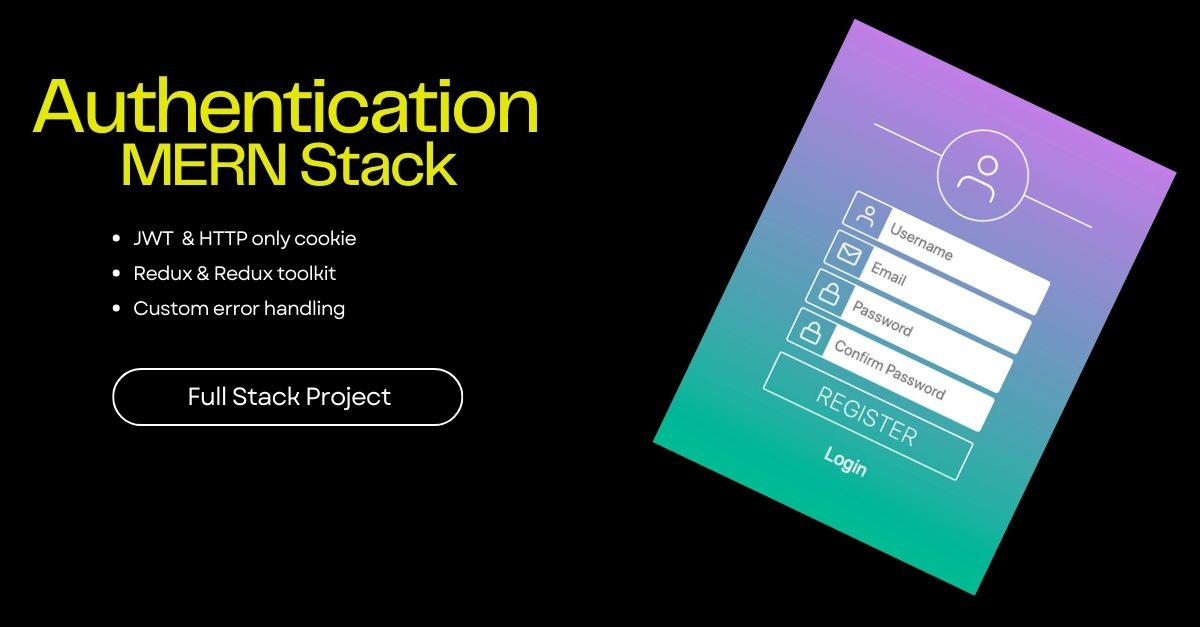 Authentication
MERN Stack
JWT & HTTP only cookie
Redux & Redux toolkit
Custom error handling
Full Stack Project
Username
Email
Password
Confirm Password
REGISTER
Login